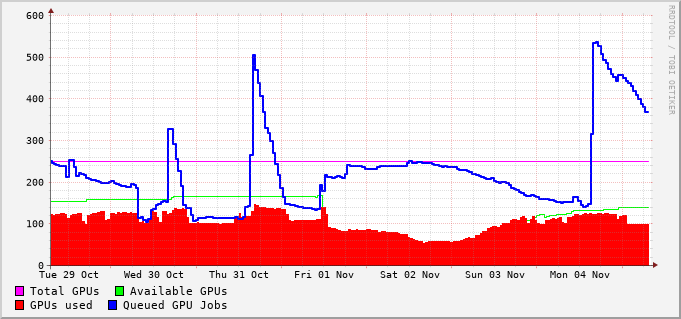 600
500
400
300
200
100
0
Tue 29 Oct Wed 30 Oct Thu 31 Oct Fri 01 Nov Sat 02 Nov Sun 03 Nov Mon 04 Nov
Total GPUs Available GPUs
GPUs used Queued GPU Jobs
RRDTOOL / TOBI OETIKER